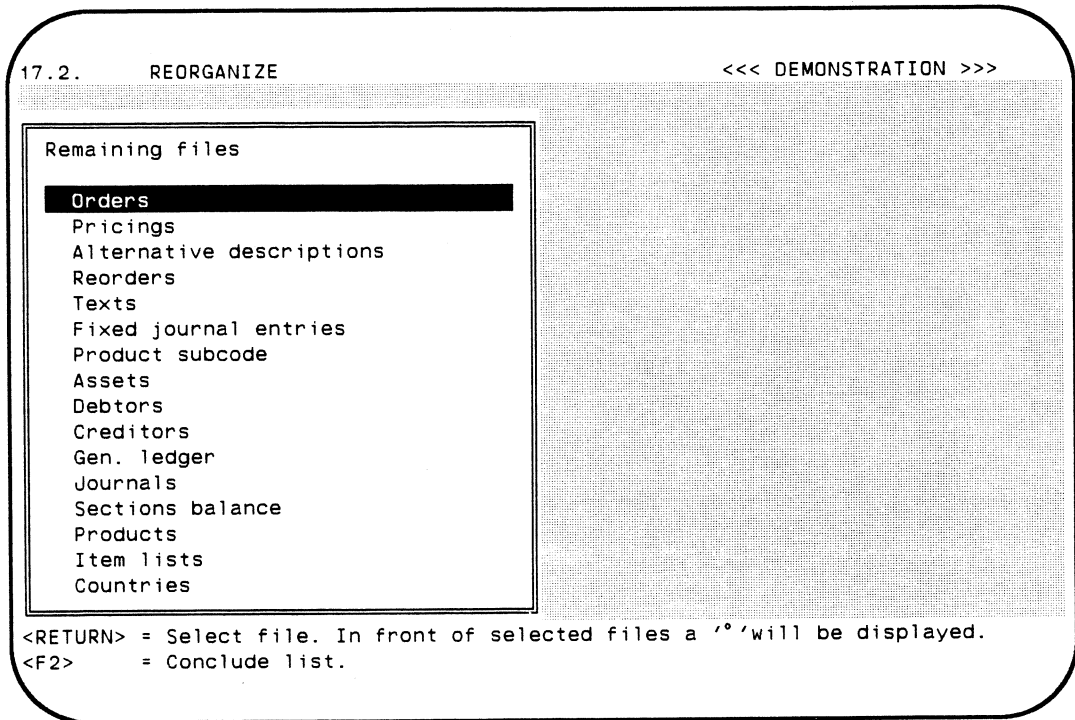 17.2. REORGANIZE <<< DEMONSTRATION >>>
Remaining files
Orders
Pricings
Alternative descriptions
Reorders
Texts
Fixed journal entries
Product subcode
Assets
Debtors
Creditors
Gen. ledger
Journals
Sections balance
Products
Item lists
Countries
<RETURN> = Select file. In front of selected files a '°'will be displayed.
<F2> = Conclude list.